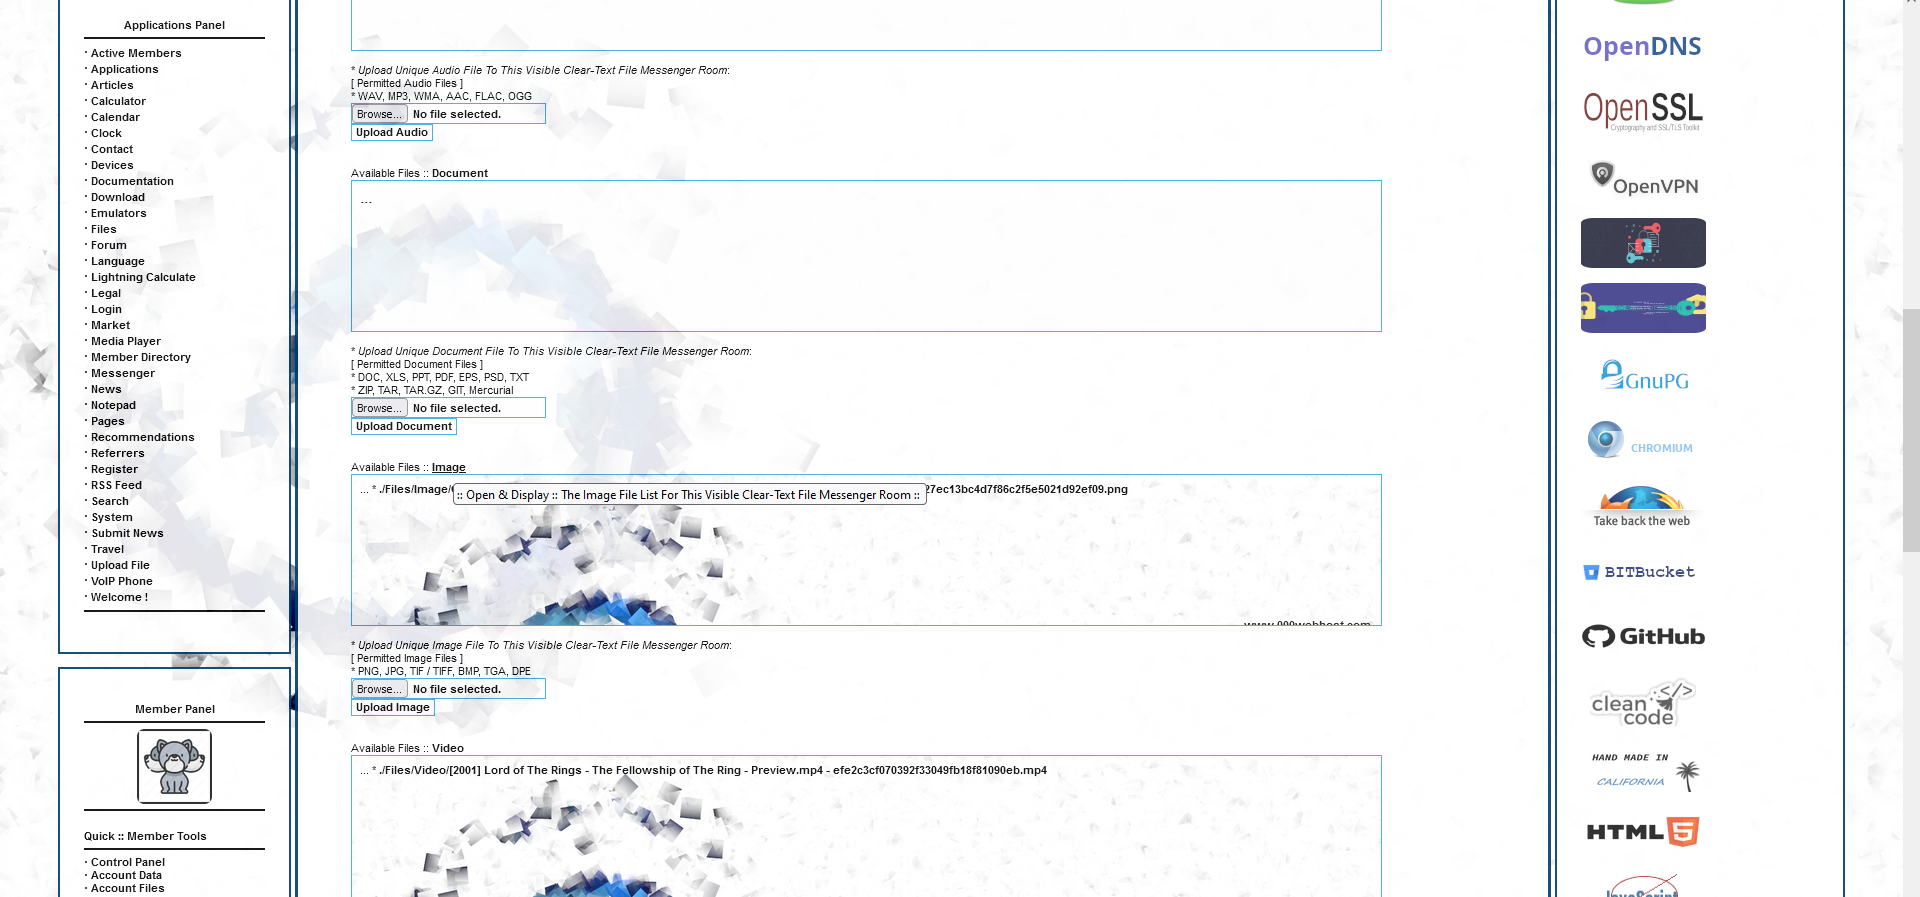 Applications Panel
· Active Members
· Applications
· Articles
· Calculator
· Calendar
· Clock
· Contact
· Devices
· Documentation
· Download
· Emulators
· Files
· Forum
· Language
· Lightning Calculate
· Legal
· Login
· Market
· Media Player
· Member Directory
· Messenger
· News
· Notepad
· Pages
· Recommendations
· Referrers
· Register
· RSS Feed
· Search
· System
· Submit News
· Travel
· Upload File
· VoIP Phone
· Welcome !
Member Panel
Quick :: Member Tools
· Control Panel
· Account Data
· Account Files
* Upload Unique Audio File To This Visible Clear-Text File Messenger Room:
[ Permitted Audio Files ]
* WAV, MP3, WMA, AAC, FLAC, OGG
Browse... No file selected.
Upload Audio
Available Files :: Document
...
* Upload Unique Document File To This Visible Clear-Text File Messenger Room:
[ Permitted Document Files ]
* DOC, XLS, PPT, PDF, EPS, PSD, TXT
* ZIP, TAR, TAR.GZ, GIT, Mercurial
Browse... No file selected.
Upload Document
Available Files :: Image
... * ./Files/Image/ 27ec13bc4d7f86c2f5e5021d92ef09.png
:: Open & Display :: The Image File List For This Visible Clear-Text File Messenger Room ::
www.000webhost.com
* Upload Unique Image File To This Visible Clear-Text File Messenger Room:
[ Permitted Image Files ]
* PNG, JPG, TIF / TIFF, BMP, TGA, DPE
Browse... No file selected.
Upload Image
Available Files :: Video
... * ./Files/Video/[2001] Lord of The Rings - The Fellowship of The Ring - Preview.mp4 - efe2c3cf070392f33049fb18f81090eb.mp4
OpenDNS
OpenSSL
Cryptography and SSL/TLS Toolkit
OpenVPN
GnuPG
CHROMIUM
Take back the web
BITBucket
GitHub
clean
code
HAND MADE IN
CALIFORNIA
HTML5
JavaScript